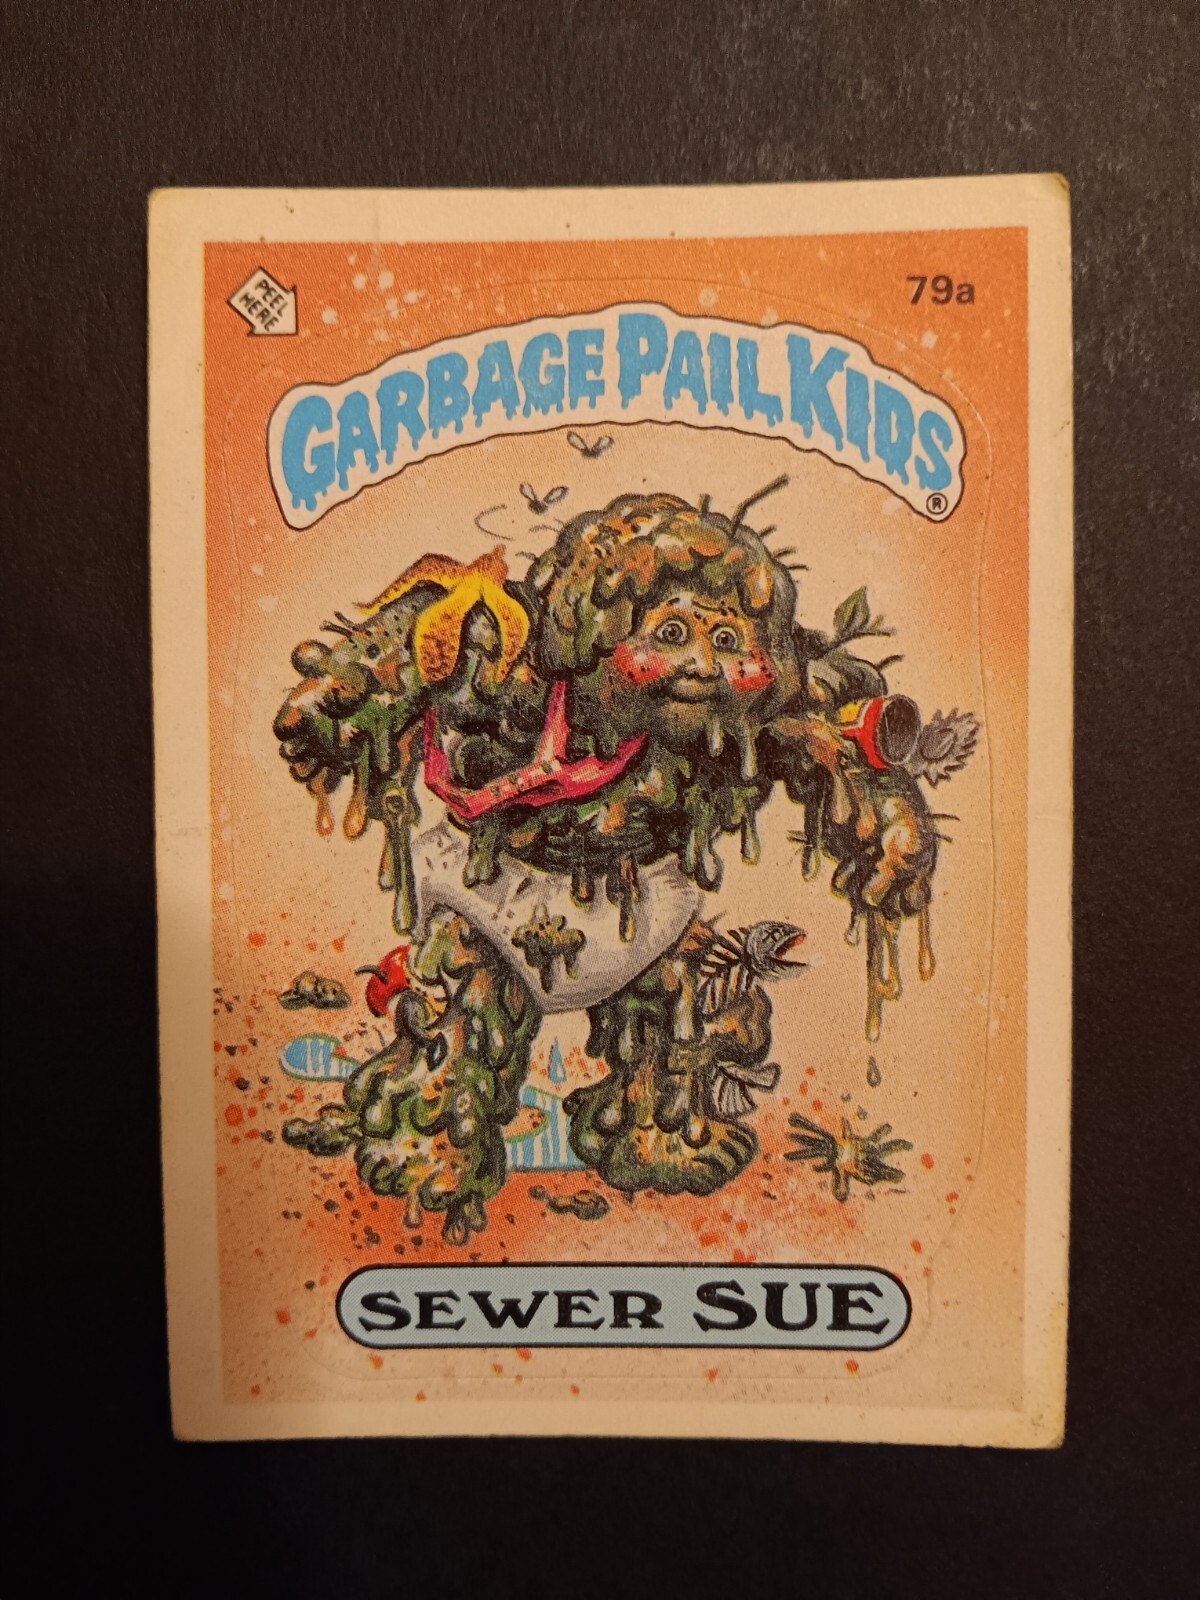 PEEL
HERE
79a
GARBAGE PAIL KIDS
®
SEWER SUE